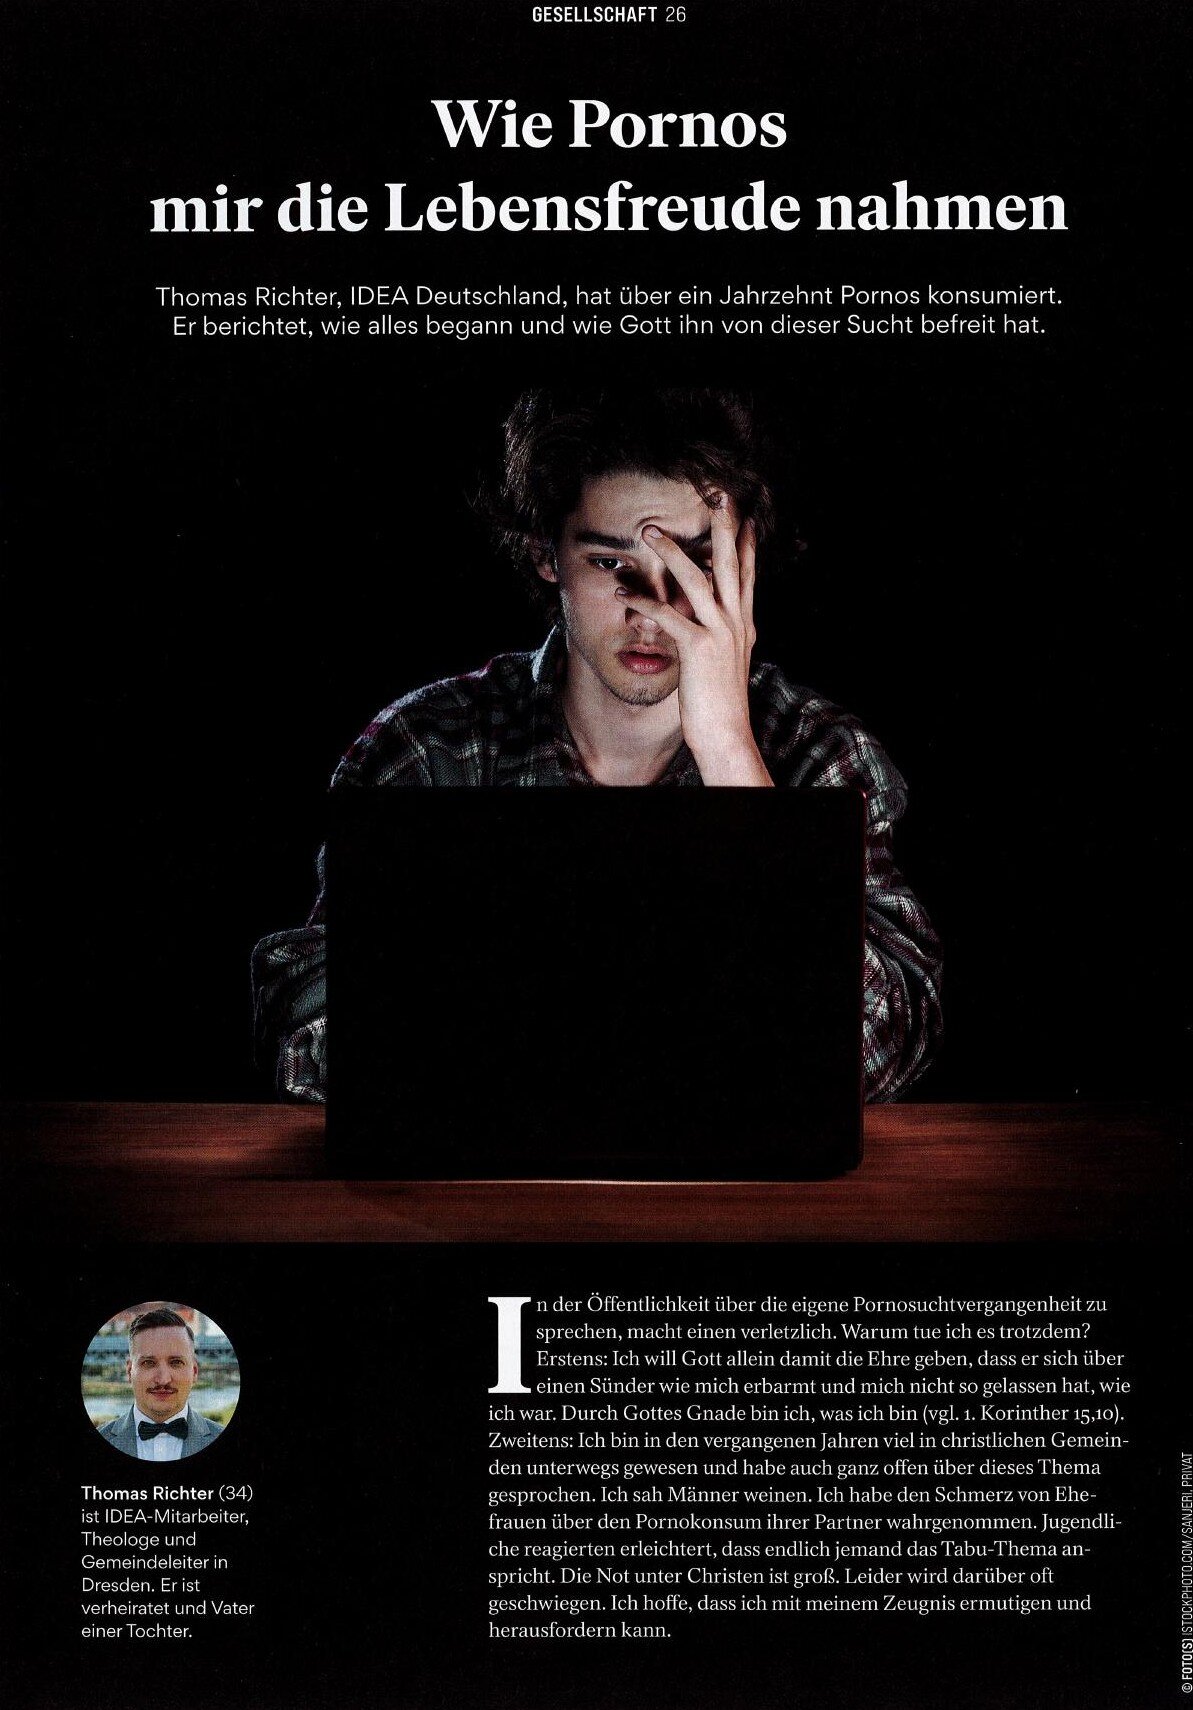 GESELLSCHAFT 26
Wie Pornos
mir die Lebensfreude nahmen
Thomas Richter, IDEA Deutschland, hat über ein Jahrzehnt Pornos konsumiert.
Er berichtet, wie alles begann und wie Gott ihn von dieser Sucht befreit hat.
Thomas Richter (34)
ist IDEA-Mitarbeiter,
Theologe und
Gemeindeleiter in
Dresden. Er ist
verheiratet und Vater
einer Tochter.
In der Öffentlichkeit über die eigene Pornosuchtvergangenheit zu
sprechen, macht einen verletzlich. Warum tue ich es trotzdem?
Erstens: Ich will Gott allein damit die Ehre geben, dass er sich über
einen Sünder wie mich erbarmt und mich nicht so gelassen hat, wie
ich war. Durch Gottes Gnade bin ich, was ich bin (vgl. 1. Korinther 15,10).
Zweitens: Ich bin in den vergangenen Jahren viel in christlichen Gemein-
den unterwegs gewesen und habe auch ganz offen über dieses Thema
gesprochen. Ich sah Männer weinen. Ich habe den Schmerz von Ehe-
frauen über den Pornokonsum ihrer Partner wahrgenommen. Jugendli-
che reagierten erleichtert, dass endlich jemand das Tabu-Thema an-
spricht. Die Not unter Christen ist groß. Leider wird darüber oft
geschwiegen. Ich hoffe, dass ich mit meinem Zeugnis ermutigen und
herausfordern kann.
© FOTO(S) ISTOCKPHOTO.COM/SANJERI, PRIVAT